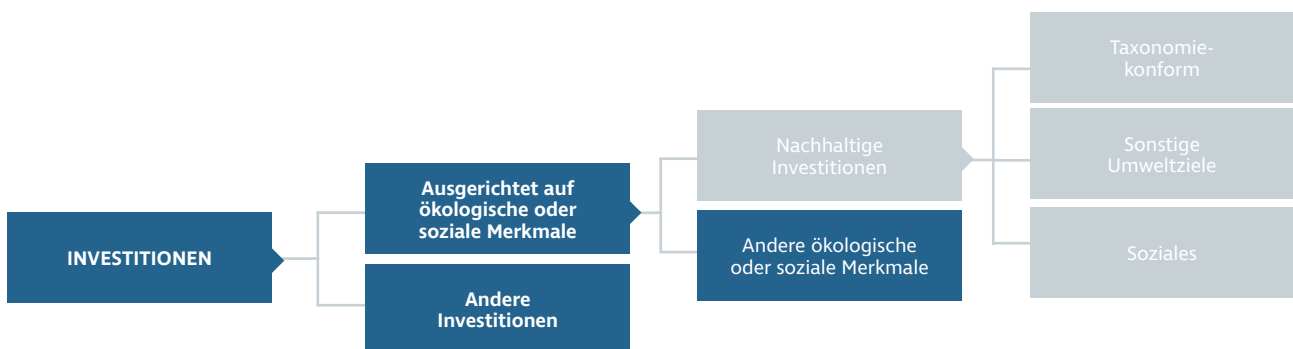 INVESTITIONEN
Ausgerichtet auf
ökologische oder
soziale Merkmale
Andere
Investitionen
Nachhaltige
Investitionen
Andere ökologische
oder soziale Merkmale
Taxonomie-
konform
Sonstige
Umweltziele
Soziales